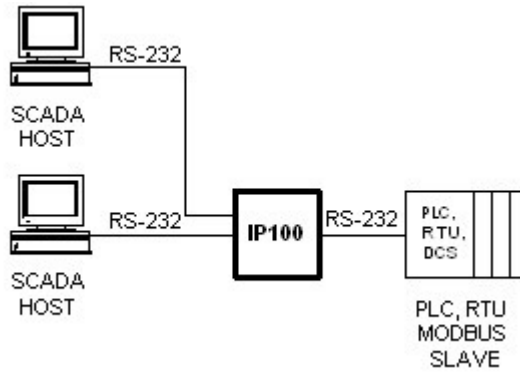 RS-232
SCADA
HOST
RS-232
IP100
RS-232
PLC,
RTU,
DCS
SCADA
HOST
PLC, RTU
MODBUS
SLAVE